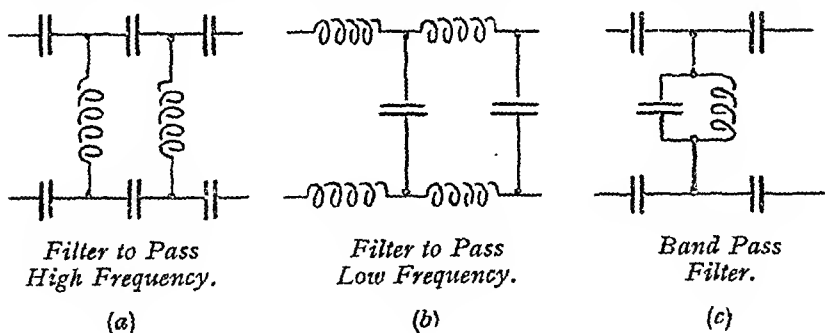 Filter to Pass
High Frequency.
(a)
Filter to Pass
Low Frequency.
(b)
Band Pass
Filter.
(c)